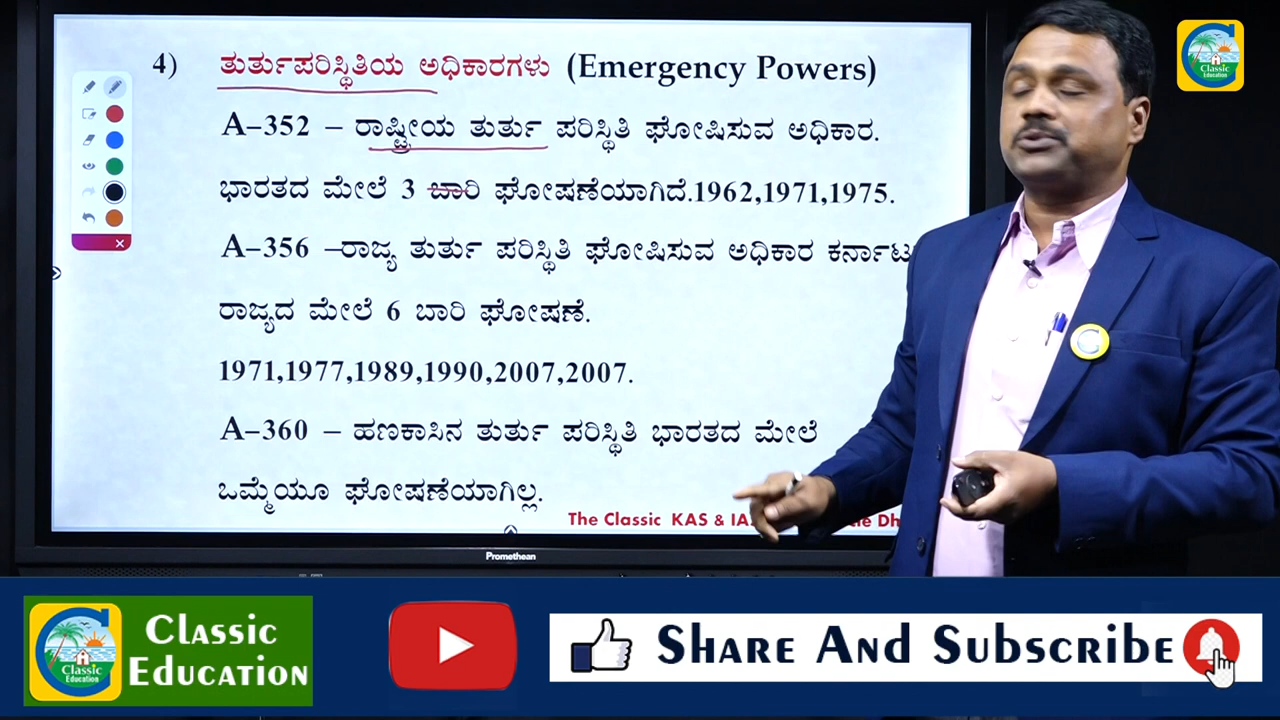 4) ತುರ್ತುಪರಿಸ್ಥಿತಿಯ ಅಧಿಕಾರಗಳು (Emergency Powers)
A-352 – ರಾಷ್ಟ್ರೀಯ ತುರ್ತು ಪರಿಸ್ಥಿತಿ ಘೋಷಿಸುವ ಅಧಿಕಾರ.
ಭಾರತದ ಮೇಲೆ 3 ಬಾರಿ ಘೋಷಣೆಯಾಗಿದೆ.1962,1971,1975.
A-356 –ರಾಜ್ಯ ತುರ್ತು ಪರಿಸ್ಥಿತಿ ಘೋಷಿಸುವ ಅಧಿಕಾರ
ರಾಜ್ಯದ ಮೇಲೆ 6 ಬಾರಿ ಘೋಷಣೆ.
1971,1977,1989,1990,2007,2007.
A-360 – ಹಣಕಾಸಿನ ತುರ್ತು ಪರಿಸ್ಥಿತಿ ಭಾರತದ ಮೇಲೆ
ಒಮ್ಮೆಯೂ ಘೋಷಣೆಯಾಗಿಲ್ಲ.
The Classic KAS & IA
Promethean
Classic
Education
Classic
Education
Classic
Education
Share And Subscribe